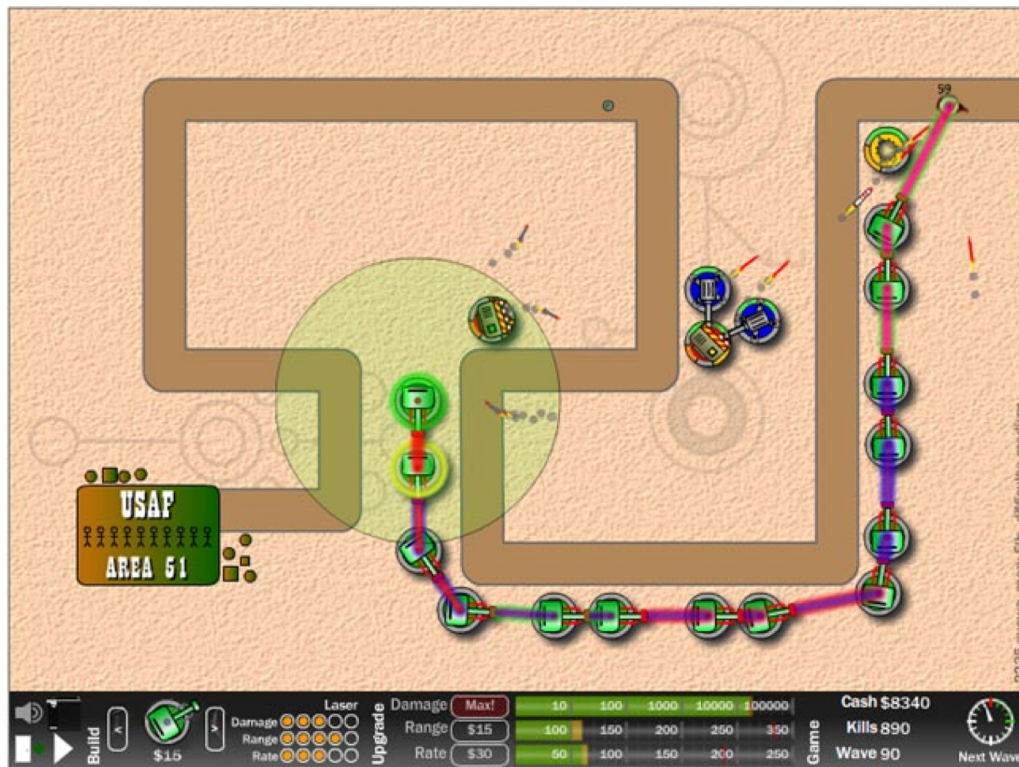 59
USAF
AREA 51
Build
<
$15
>
Laser
Damage
Range
Rate
Upgrade
Damage
Max!
10 100 1000 10000 100000
Range
$15
100 150 200 250 350
Rate
$30
50 100 150 200 250
Game
Cash $8340
Kills 890
Wave 90
Next Wave